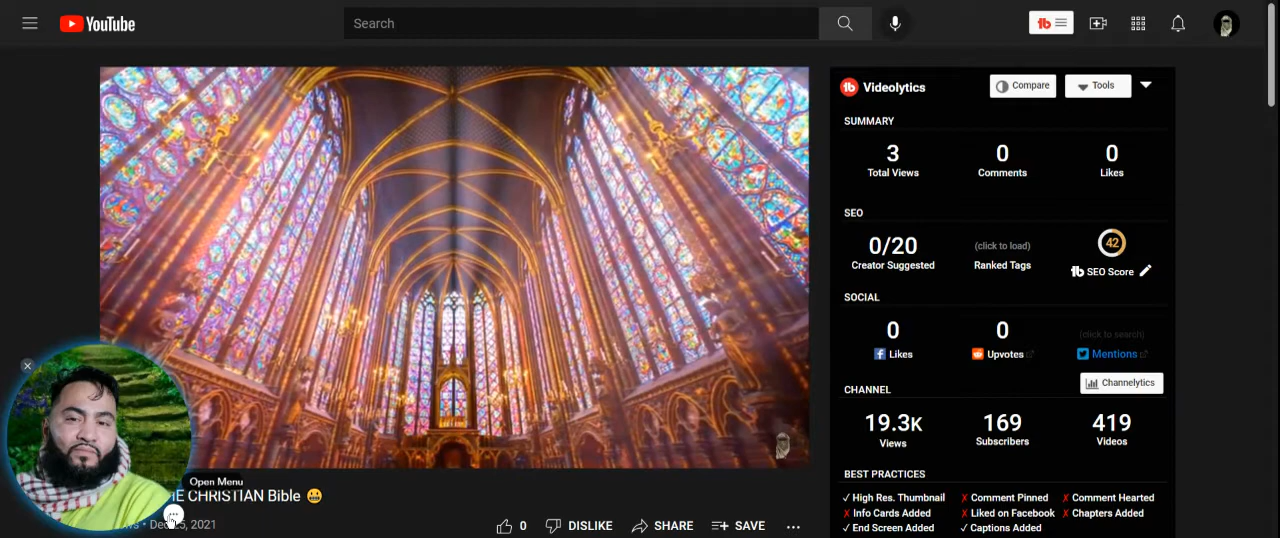 YouTube
Search
tb
tb Videolytics
Compare
Tools
SUMMARY
3
0
0
Total Views
Comments
Likes
SEO
0/20
(click to load)
42
Creator Suggested
Ranked Tags
tb SEO Score
SOCIAL
0
0
(click to search)
Likes
Upvotes
Mentions
Channelytics
CHANNEL
19.3K
169
419
Views
Subscribers
Videos
BEST PRACTICES
✓ High Res. Thumbnail
✗ Comment Pinned
✗ Comment Hearted
✗ Info Cards Added
✗ Liked on Facebook
✗ Chapters Added
✓ End Screen Added
✓ Captions Added
Open Menu
CHRISTIAN Bible 😬
2021
0
DISLIKE
SHARE
SAVE